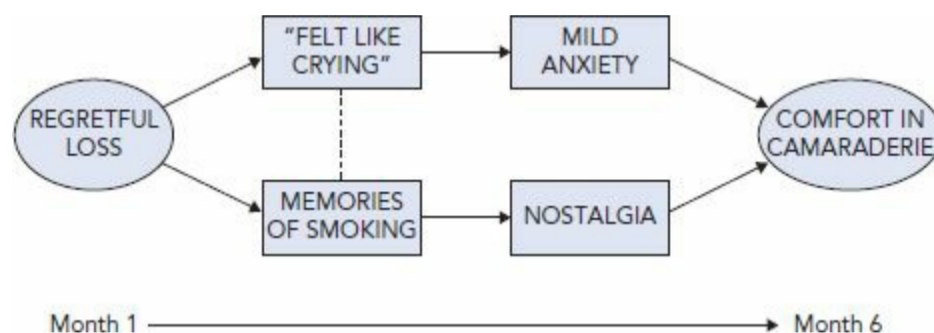 REGRETFUL
LOSS
“FELT LIKE
CRYING”
MILD
ANXIETY
MEMORIES
OF SMOKING
NOSTALGIA
COMFORT IN
CAMARADERIE
Month 1
Month 6